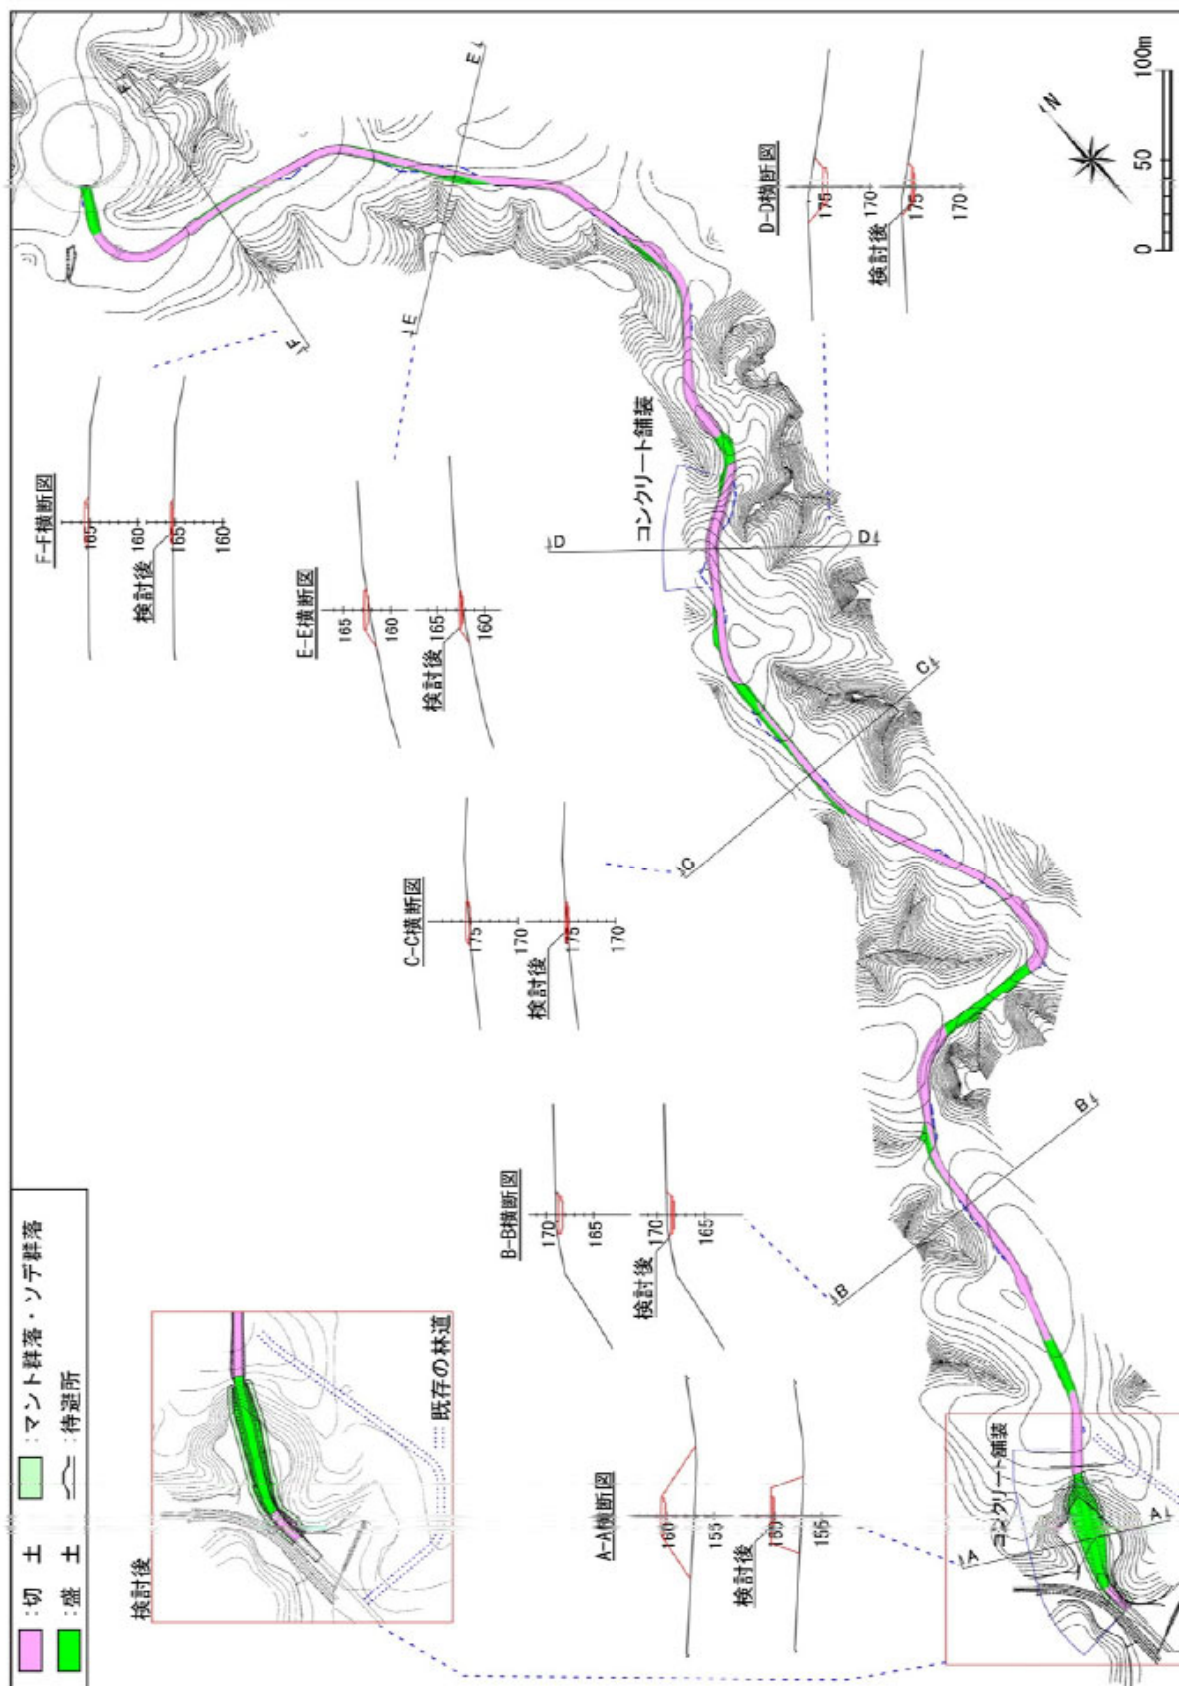 :切　土
:マント群落・ソデ群落
:盛　土
:待避所
検討後
既存の林道
A-A横断図
160
155
検討後
160
155
B-B横断図
170
165
検討後
170
165
C-C横断図
175
170
検討後
175
170
E-E横断図
165
160
検討後
165
160
F-F横断図
165
160
検討後
165
160
D-D横断図
175
170
検討後
175
170
コンクリート舗装
コンクリート舗装
A
A
B
B
C
C
D
D
E
E
F
F
N
0
50
100m